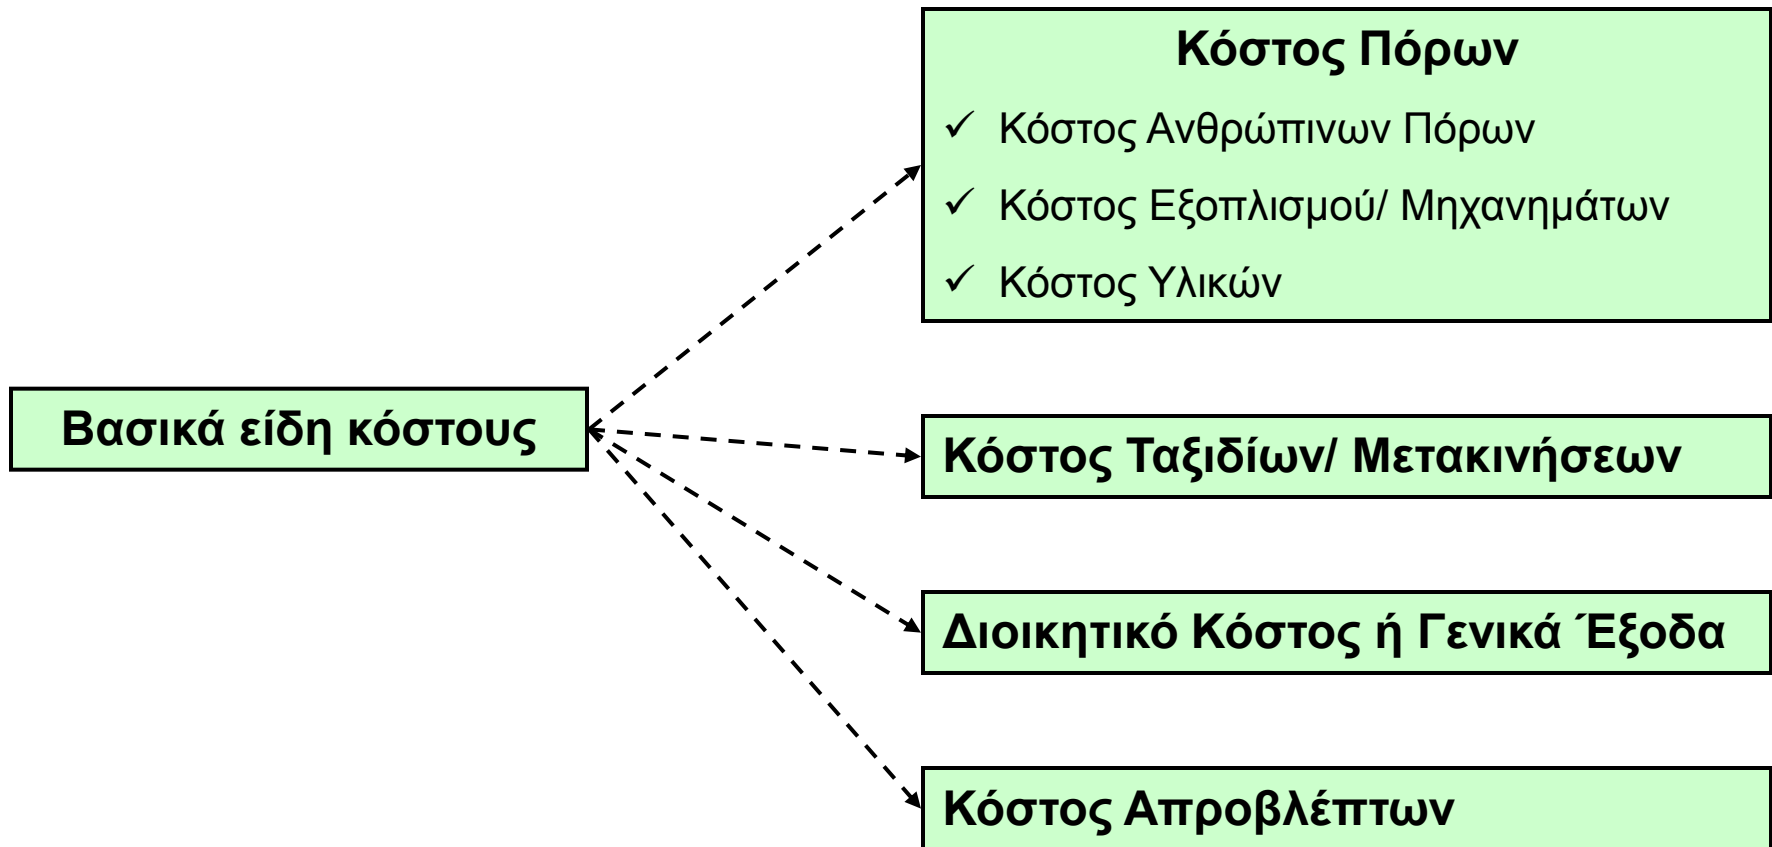 Κόστος Πόρων
✓ Κόστος Ανθρώπινων Πόρων
✓ Κόστος Εξοπλισμού/ Μηχανημάτων
✓ Κόστος Υλικών
Βασικά είδη κόστους
Κόστος Ταξιδίων/ Μετακινήσεων
Διοικητικό Κόστος ή Γενικά Έξοδα
Κόστος Απροβλέπτων